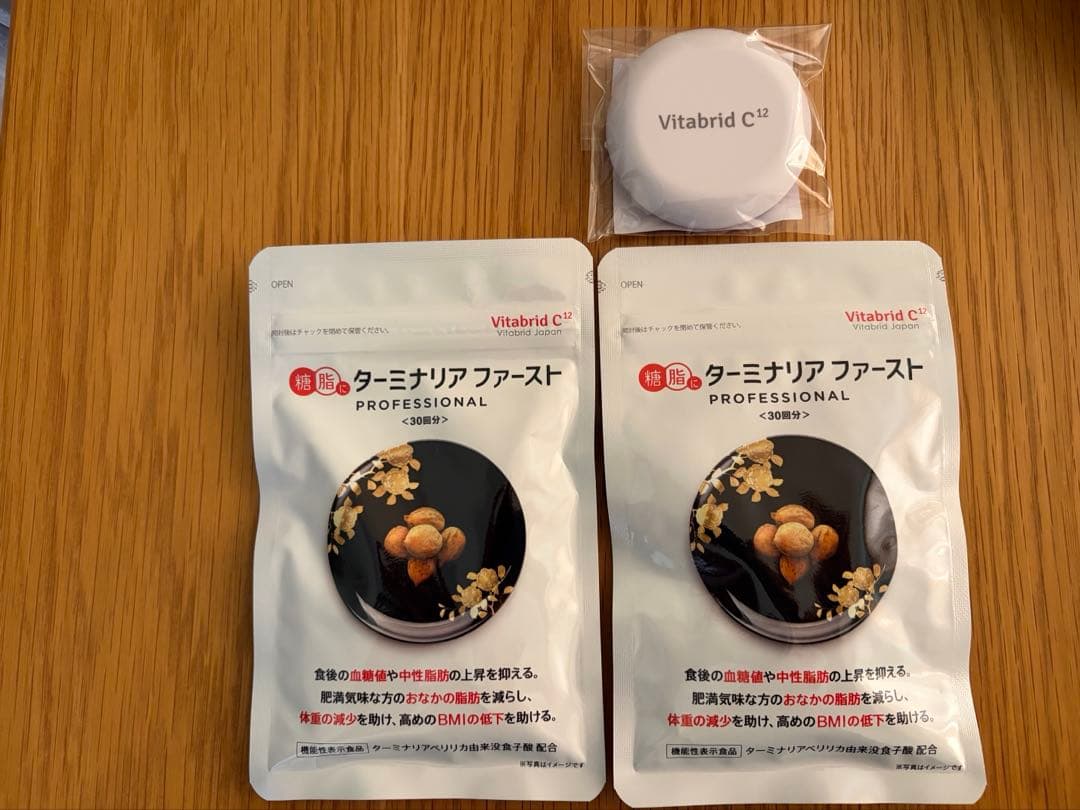 Vitabrid C12
OPEN
開封後はチャックを閉めて保管ください。
Vitabrid C12
Vitabrid Japan
糖 脂に ターミナリア ファースト
PROFESSIONAL
<30回分>
食後の血糖値や中性脂肪の上昇を抑える。
肥満気味な方のおなかの脂肪を減らし、
体重の減少を助け、高めのBMIの低下を助ける。
機能性表示食品 ターミナリアベリリカ由来没食子酸 配合
※写真はイメージです
OPEN
開封後はチャックを閉めて保管ください。
Vitabrid C12
Vitabrid Japan
糖 脂に ターミナリア ファースト
PROFESSIONAL
<30回分>
食後の血糖値や中性脂肪の上昇を抑える。
肥満気味な方のおなかの脂肪を減らし、
体重の減少を助け、高めのBMIの低下を助ける。
機能性表示食品 ターミナリアベリリカ由来没食子酸 配合
※写真はイメージです